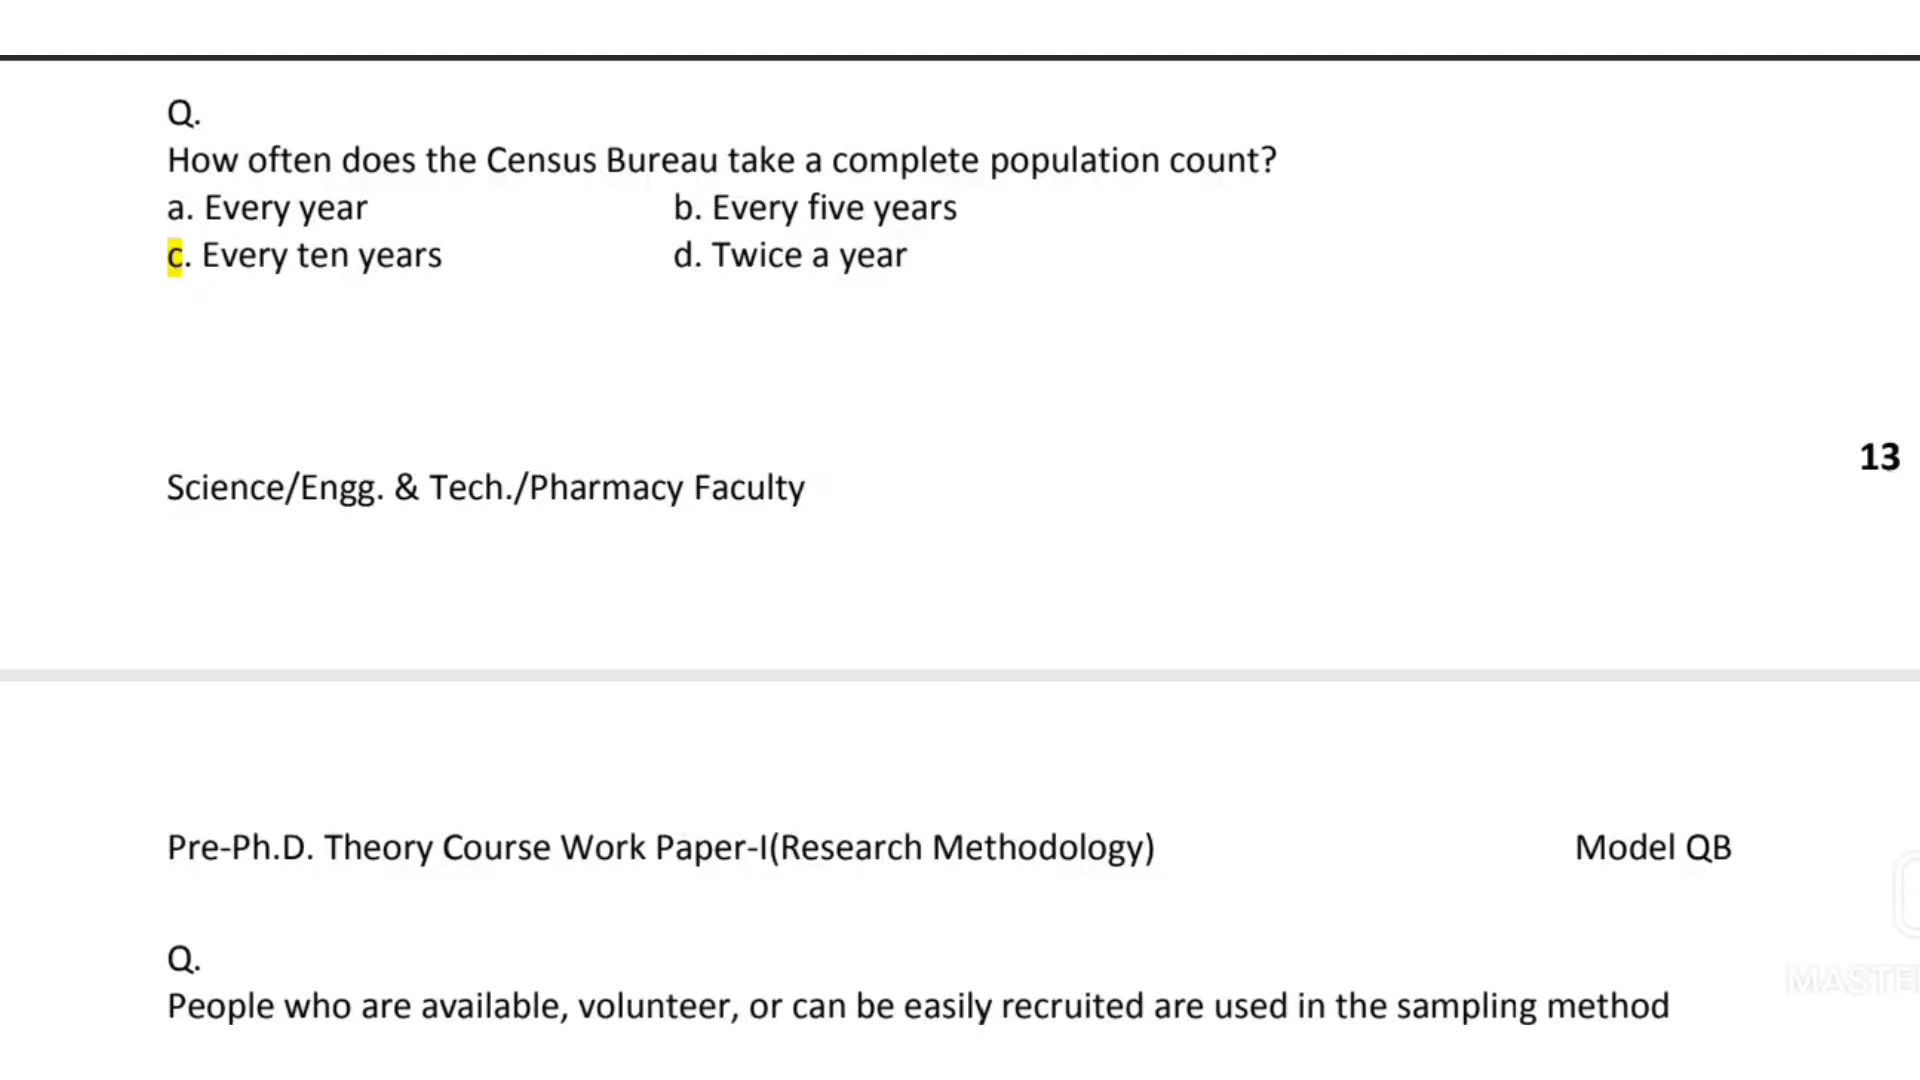 Q.
How often does the Census Bureau take a complete population count?
a. Every year b. Every five years
c. Every ten years d. Twice a year
13
Science/Engg. & Tech./Pharmacy Faculty
Pre-Ph.D. Theory Course Work Paper-I(Research Methodology) Model QB
Q.
People who are available, volunteer, or can be easily recruited are used in the sampling method